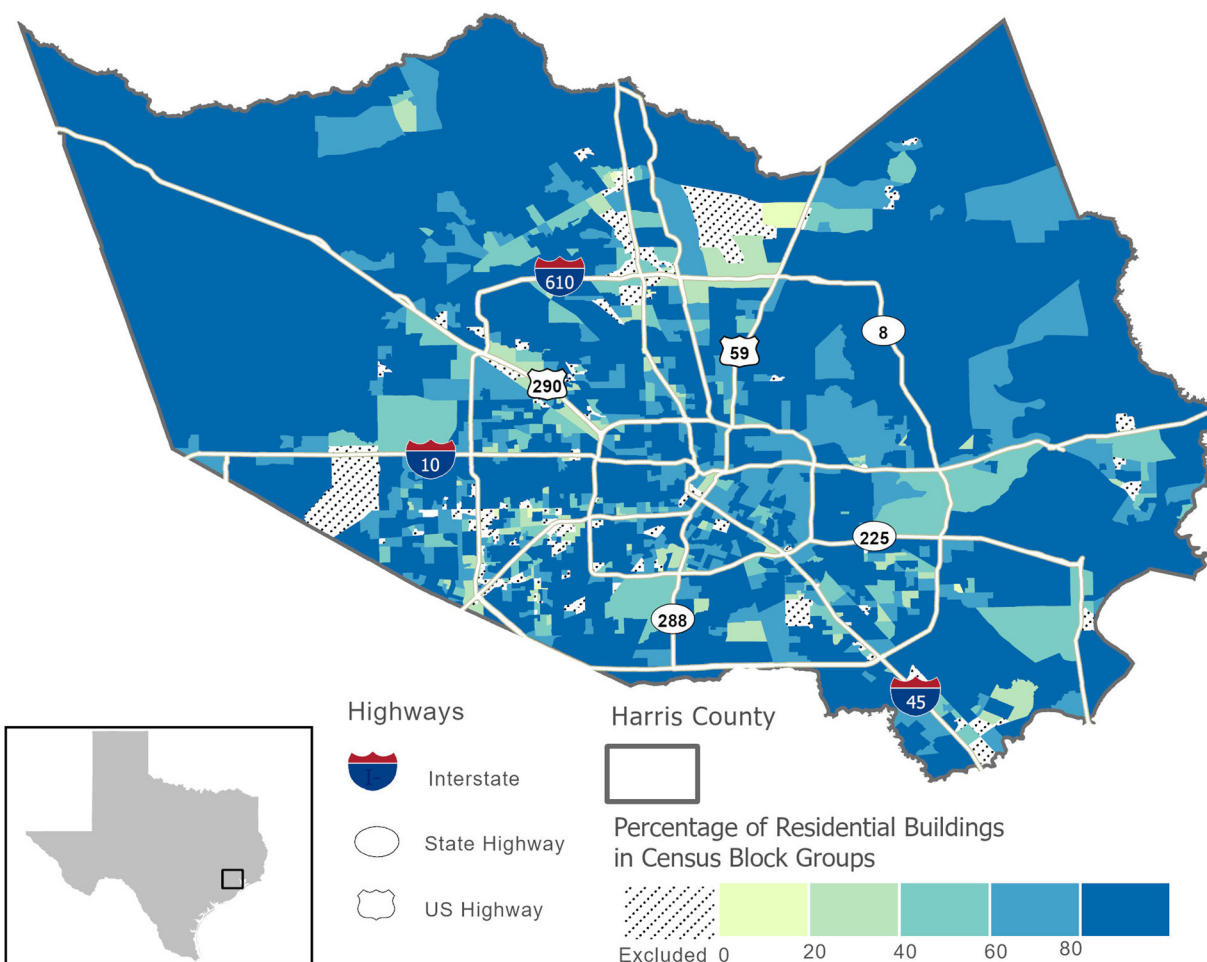 610
8
59
290
10
225
288
45
Highways
I-
Interstate
State Highway
US Highway
Harris County
Percentage of Residential Buildings
in Census Block Groups
Excluded 0 20 40 60 80